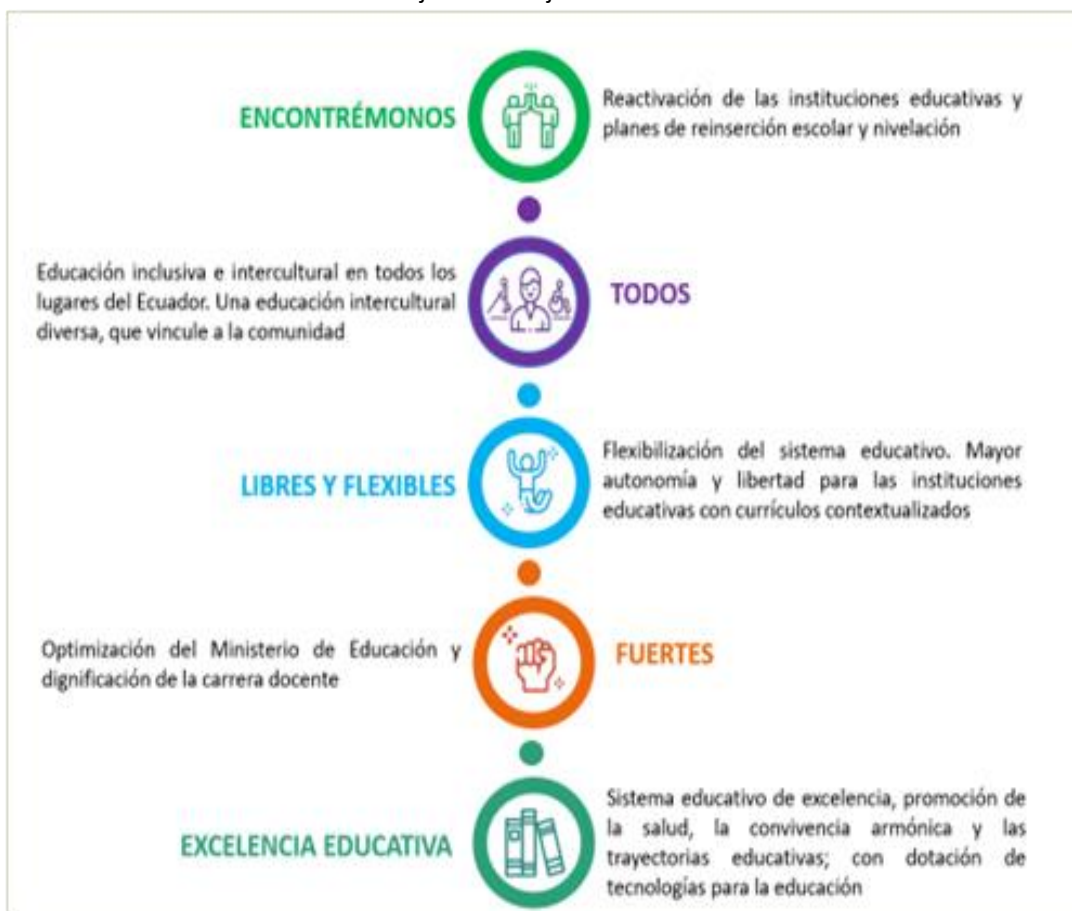 ENCONTRÉMONOS
Reactivación de las instituciones educativas y
planes de reinserción escolar y nivelación
Educación inclusiva e intercultural en todos los
lugares del Ecuador. Una educación intercultural
diversa, que vincule a la comunidad
TODOS
LIBRES Y FLEXIBLES
Flexibilización del sistema educativo. Mayor
autonomía y libertad para las instituciones
educativas con currículos contextualizados
Optimización del Ministerio de Educación y
dignificación de la carrera docente
FUERTES
EXCELENCIA EDUCATIVA
Sistema educativo de excelencia, promoción de
la salud, la convivencia armónica y las
trayectorias educativas; con dotación de
tecnologías para la educación